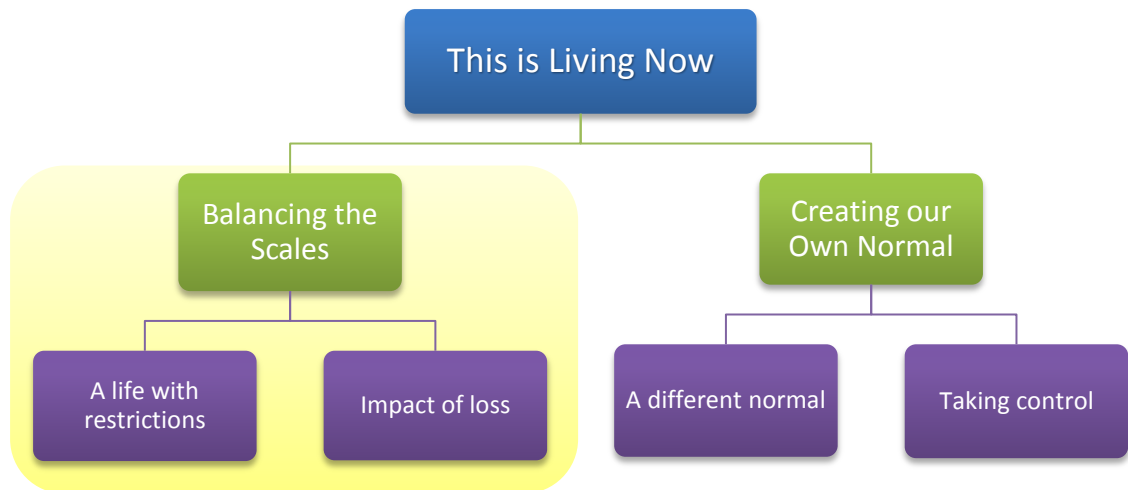 This is Living Now
Balancing the
Scales
Creating our
Own Normal
A life with
restrictions
Impact of loss
A different normal
Taking control